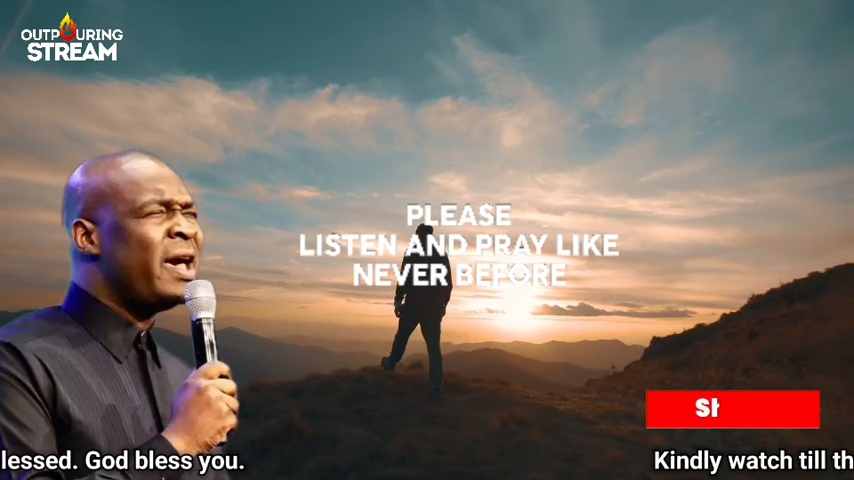 OUTPOURING
STREAM
PLEASE
LISTEN AND PRAY LIKE
NEVER BEFORE
lessed. God bless you.
Kindly watch till th